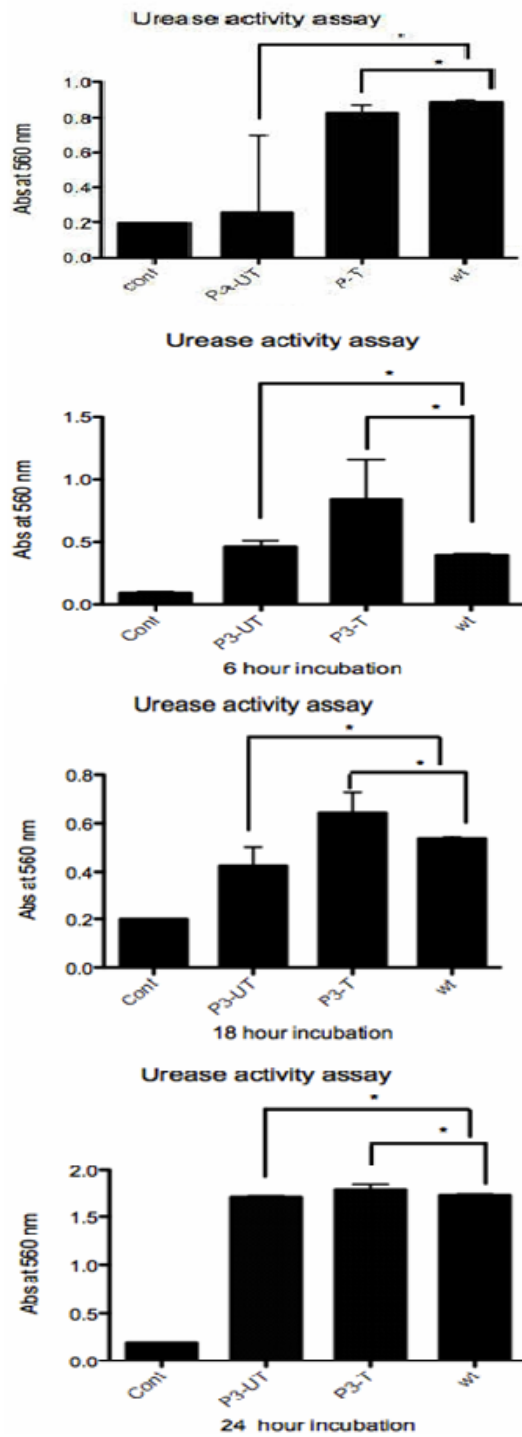 Urease activity assay
*
*
1.0
0.8
0.6
0.4
0.2
0.0
Abs at 560 nm
Cont
P-T
wt
Urease activity assay
*
*
1.5
1.0
0.5
0.0
Abs at 560 nm
Cont
P3-UT
P3-T
wt
6 hour incubation
Urease activity assay
*
*
0.8
0.6
0.4
0.2
0.0
Abs at 560 nm
Cont
P3-UT
P3-T
wt
18 hour incubation
Urease activity assay
*
*
2.0
1.5
1.0
0.5
0.0
Abs at 560 nm
Cont
P3-UT
P3-T
wt
24 hour incubation